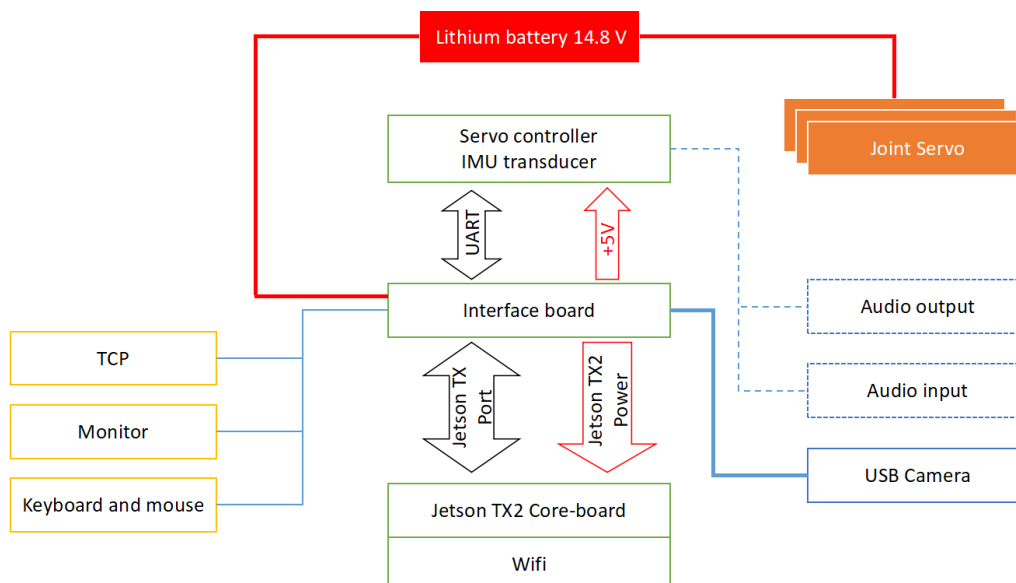 Lithium battery 14.8 V
Servo controller
IMU transducer
Joint Servo
UART
+5V
Interface board
Audio output
TCP
Audio input
Monitor
Jetson TX
Port
Jetson TX2
Power
USB Camera
Keyboard and mouse
Jetson TX2 Core-board
Wifi